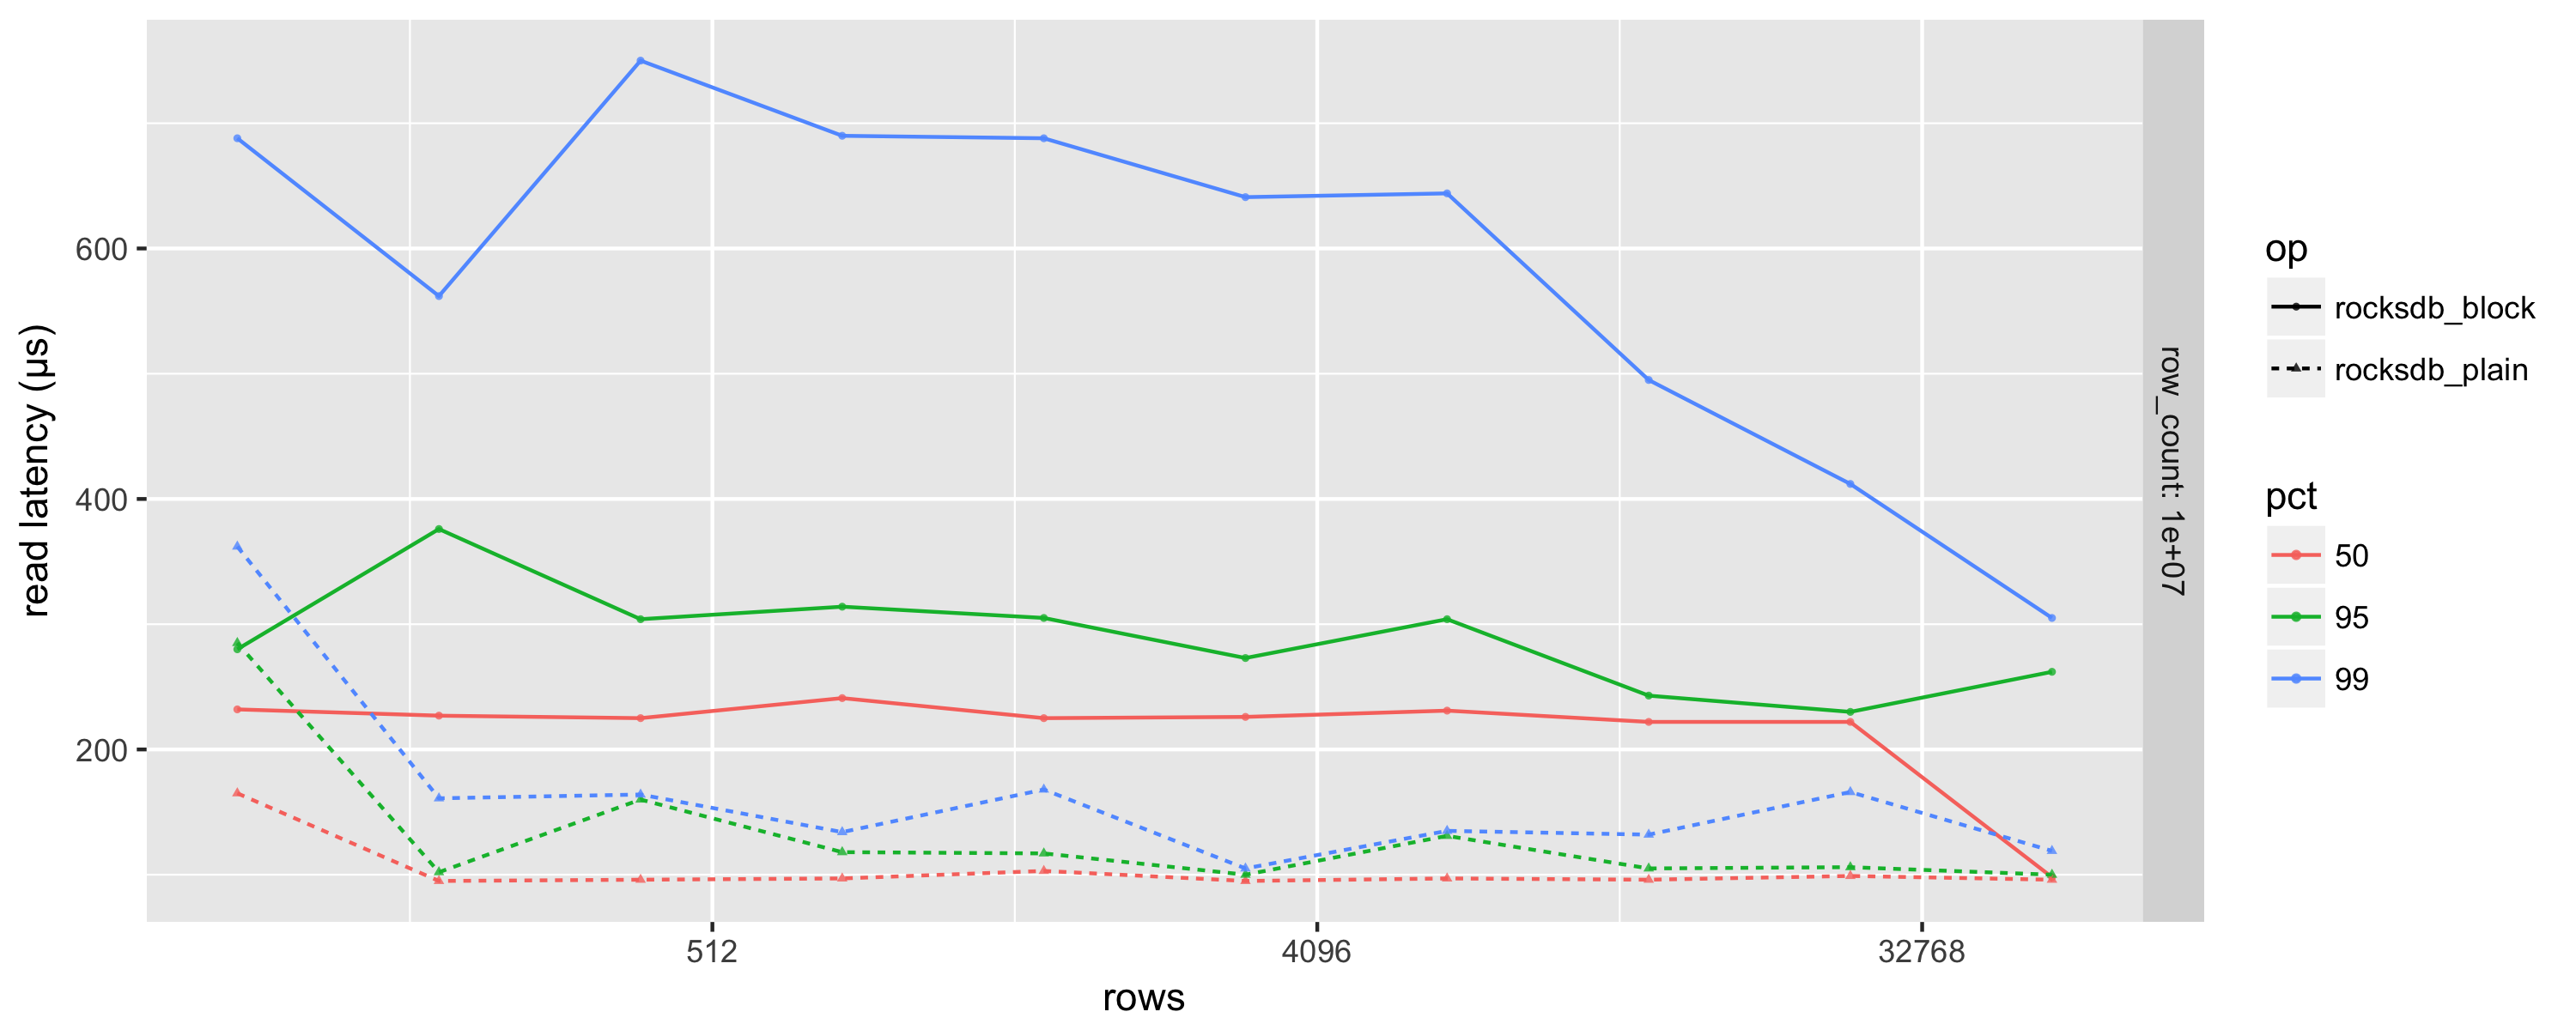 read latency (µs)
600
400
200
512
4096
32768
rows
row_count: 1e+07
op
rocksdb_block
rocksdb_plain
pct
50
95
99